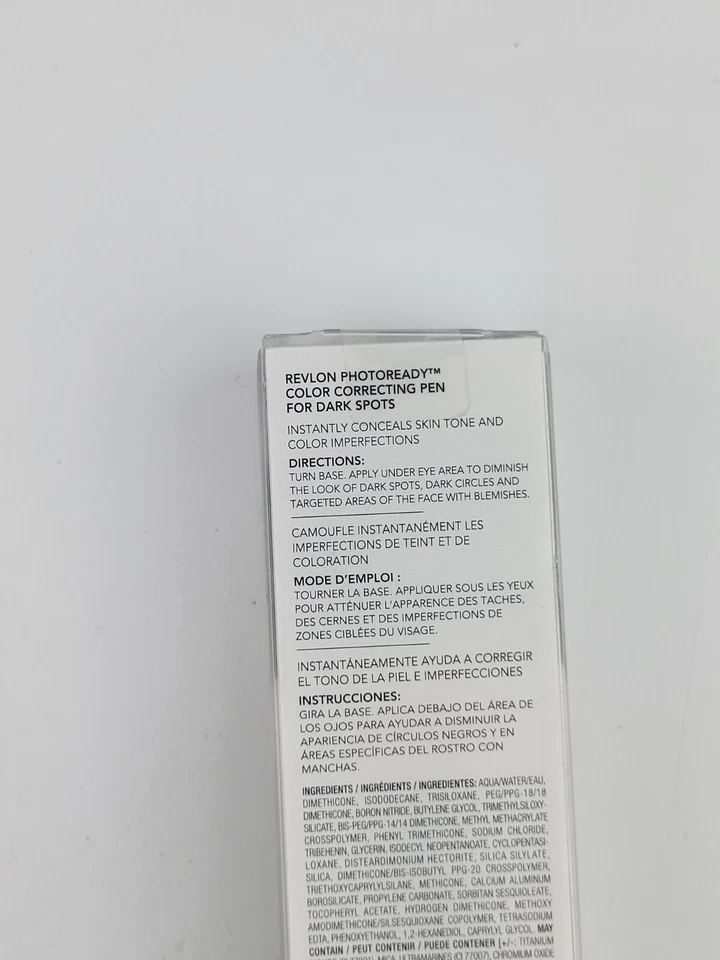 REVLON PHOTOREADY™
COLOR CORRECTING PEN
FOR DARK SPOTS
INSTANTLY CONCEALS SKIN TONE AND
COLOR IMPERFECTIONS
DIRECTIONS:
TURN BASE. APPLY UNDER EYE AREA TO DIMINISH
THE LOOK OF DARK SPOTS, DARK CIRCLES AND
TARGETED AREAS OF THE FACE WITH BLEMISHES.
CAMOUFLE INSTANTANÉMENT LES
IMPERFECTIONS DE TEINT ET DE
COLORATION
MODE D'EMPLOI :
TOURNER LA BASE. APPLIQUER SOUS LES YEUX
POUR ATTÉNUER L'APPARENCE DES TACHES,
DES CERNES ET DES IMPERFECTIONS DE
ZONES CIBLÉES DU VISAGE.
INSTANTÁNEAMENTE AYUDA A CORREGIR
EL TONO DE LA PIEL E IMPERFECCIONES
INSTRUCCIONES:
GIRA LA BASE. APLICA DEBAJO DEL ÁREA DE
LOS OJOS PARA AYUDAR A DISMINUIR LA
APARIENCIA DE CÍRCULOS NEGROS Y EN
ÁREAS ESPECÍFICAS DEL ROSTRO CON
MANCHAS.
INGREDIENTS / INGRÉDIENTS / INGREDIENTES: AQUA/WATER/EAU,
DIMETHICONE, ISODODECANE, TRISILOXANE, PEG/PPG-18/18
DIMETHICONE, BORON NITRIDE, BUTYLENE GLYCOL, TRIMETHYLSILOXY-
SILICATE, BIS-PEG/PPG-14/14 DIMETHICONE, METHYL METHACRYLATE
CROSSPOLYMER, PHENYL TRIMETHICONE, SODIUM CHLORIDE,
TRIBEHENIN, GLYCERIN, ISODECYL NEOPENTANOATE, CYCLOPENTASI-
LOXANE, DISTEARDIMONIUM HECTORITE, SILICA SILYLATE,
SILICA, DIMETHICONE/BIS-ISOBUTYL PPG-20 CROSSPOLYMER,
TRIETHOXYCAPRYLYLSILANE, METHICONE, CALCIUM ALUMINUM
BOROSILICATE, PROPYLENE CARBONATE, SORBITAN SESQUIOLEATE,
TOCOPHERYL ACETATE, HYDROGEN DIMETHICONE, METHOXY
AMODIMETHICONE/SILSESQUIOXANE COPOLYMER, TETRASODIUM
EDTA, PHENOXYETHANOL, 1,2-HEXANEDIOL, CAPRYLYL GLYCOL. MAY
CONTAIN / PEUT CONTENIR / PUEDE CONTENER [+/-: TITANIUM
(CI 77891), MICA, ULTRAMARINES (CI 77007), CHROMIUM OXIDE